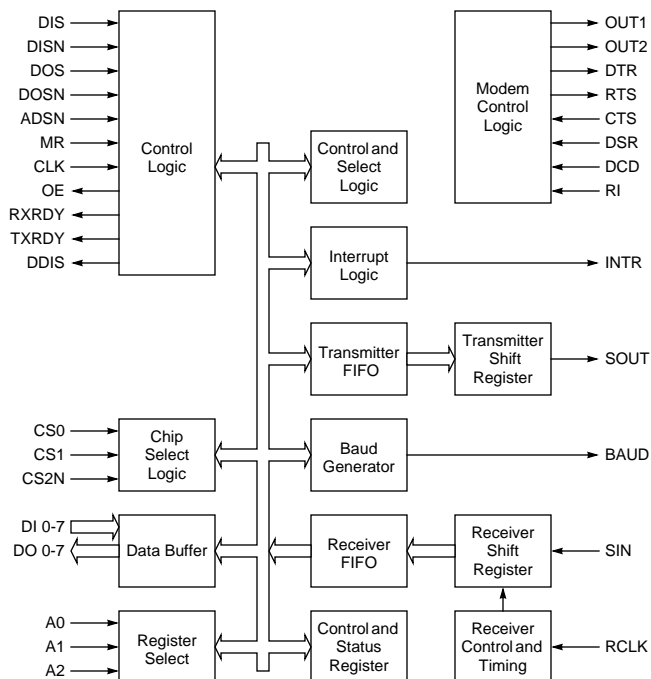 DIS
DISN
DOS
DOSN
ADSN
MR
CLK
OE
RXRDY
TXRDY
DDIS
Control
Logic
Control and
Select
Logic
Modem
Control
Logic
OUT1
OUT2
DTR
RTS
CTS
DSR
DCD
RI
Interrupt
Logic
INTR
Transmitter
FIFO
Transmitter
Shift
Register
SOUT
CS0
CS1
CS2N
Chip
Select
Logic
Baud
Generator
BAUD
DI 0-7
DO 0-7
Data Buffer
Receiver
FIFO
Receiver
Shift
Register
SIN
A0
A1
A2
Register
Select
Control and
Status
Register
Receiver
Control and
Timing
RCLK